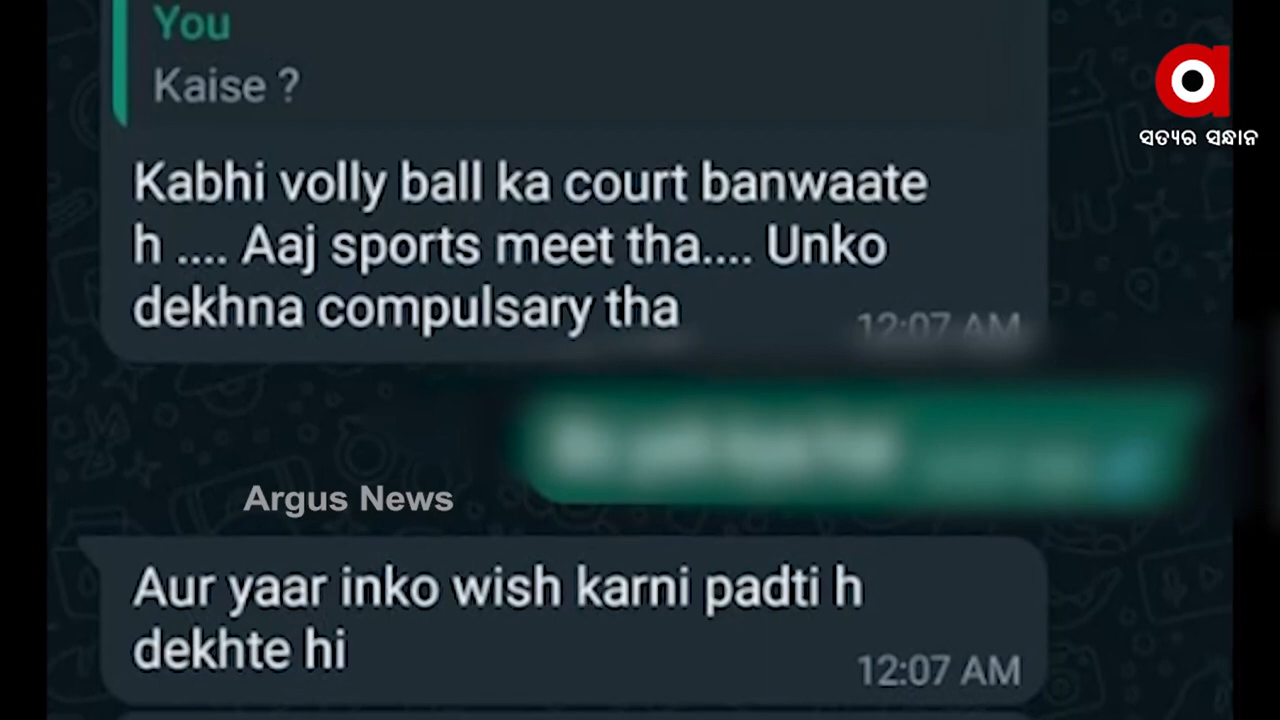 You
Kaise ?
ସତ୍ୟର ସନ୍ଧାନ
Kabhi volly ball ka court banwaate
h .... Aaj sports meet tha.... Unko
dekhna compulsary tha
12:07 AM
Argus News
Aur yaar inko wish karni padti h
dekhte hi
12:07 AM